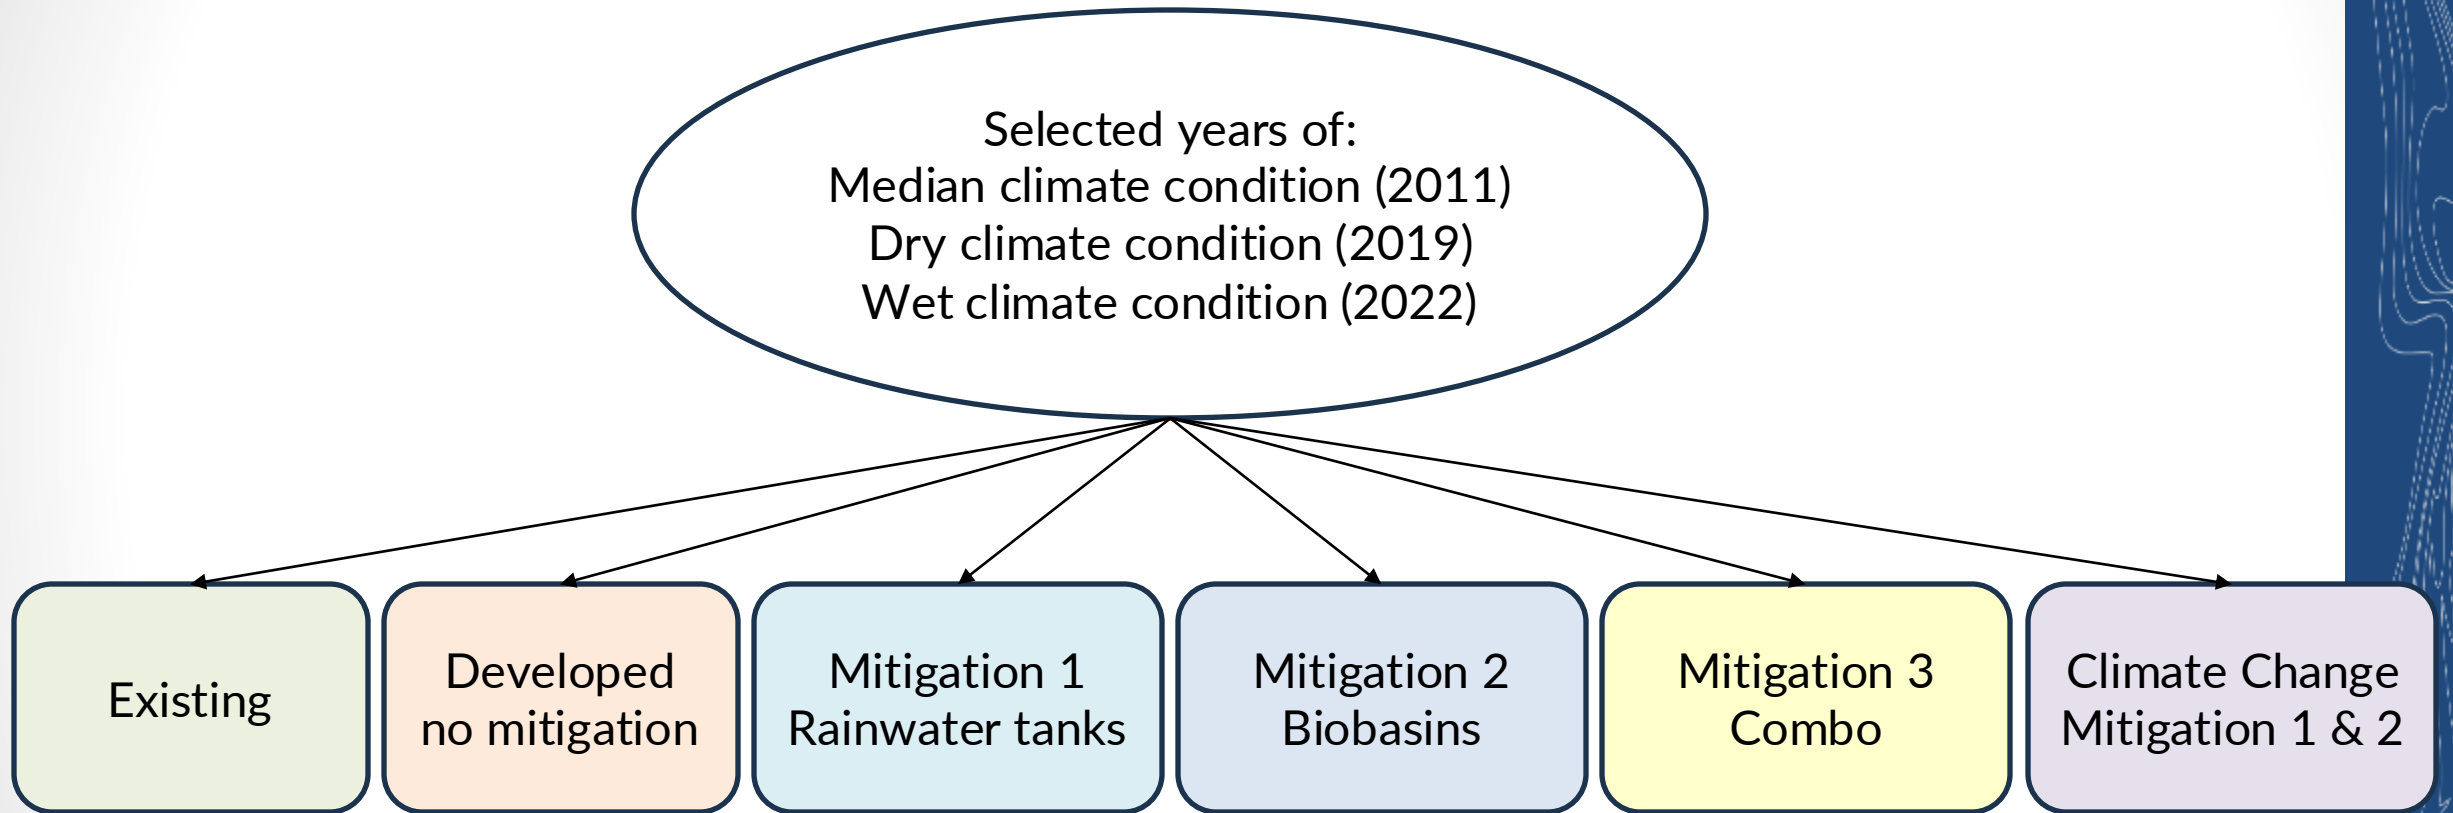 Selected years of:
Median climate condition (2011)
Dry climate condition (2019)
Wet climate condition (2022)
Existing
Developed
no mitigation
Mitigation 1
Rainwater tanks
Mitigation 2
Biobasins
Mitigation 3
Combo
Climate Change
Mitigation 1 & 2